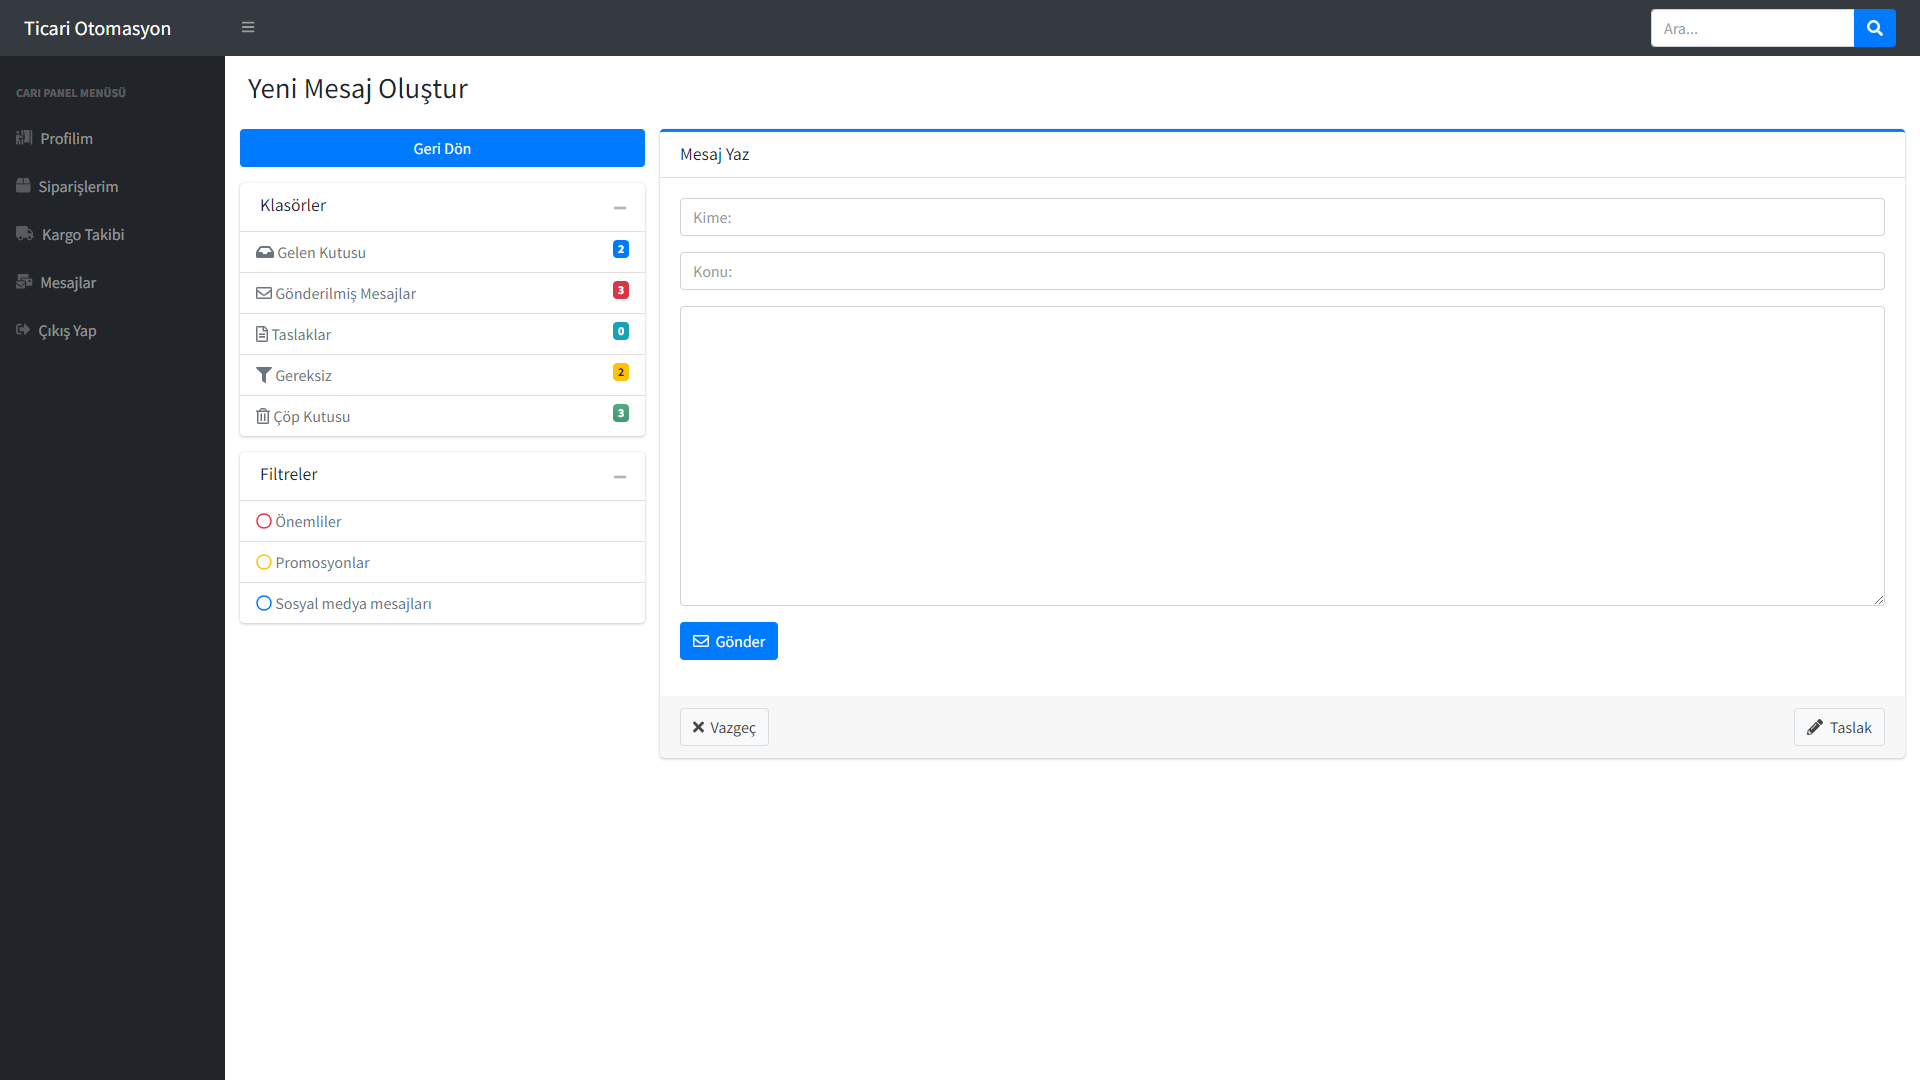 Ticari Otomasyon
Ara...
CARI PANEL MENÜSÜ
Profilim
Siparişlerim
Kargo Takibi
Mesajlar
Çıkış Yap
Yeni Mesaj Oluştur
Geri Dön
Klasörler
Gelen Kutusu 2
Gönderilmiş Mesajlar 3
Taslaklar 0
Gereksiz 2
Çöp Kutusu 3
Filtreler
Önemliler
Promosyonlar
Sosyal medya mesajları
Mesaj Yaz
Kime:
Konu:
Gönder
Vazgeç
Taslak